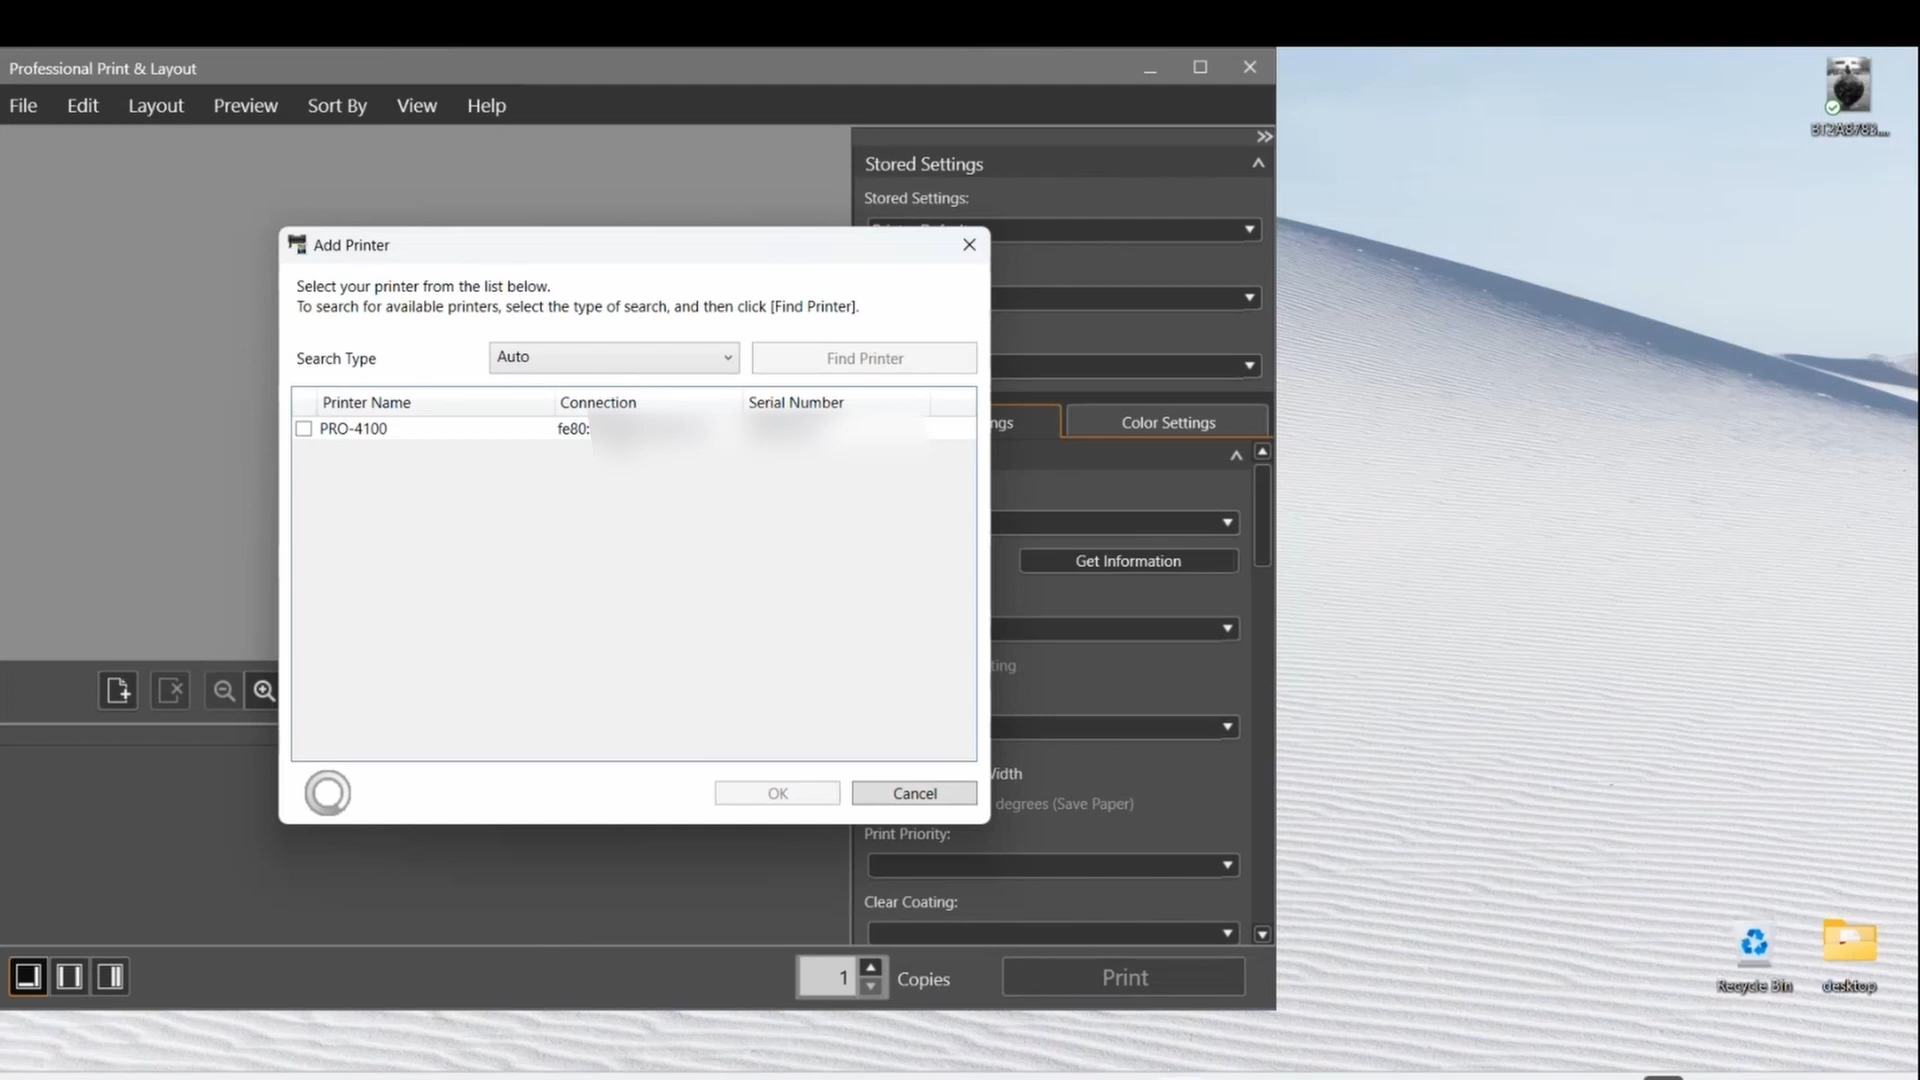 Professional Print & Layout
File Edit Layout Preview Sort By View Help
Stored Settings
Stored Settings:
Add Printer
Select your printer from the list below.
To search for available printers, select the type of search, and then click [Find Printer].
Search Type Auto Find Printer
Printer Name Connection Serial Number
PRO-4100 fe80:
OK Cancel
ngs Color Settings
Get Information
ting
Width
degrees (Save Paper)
Print Priority:
Clear Coating:
1 Copies Print
Recycle Bin
desktop